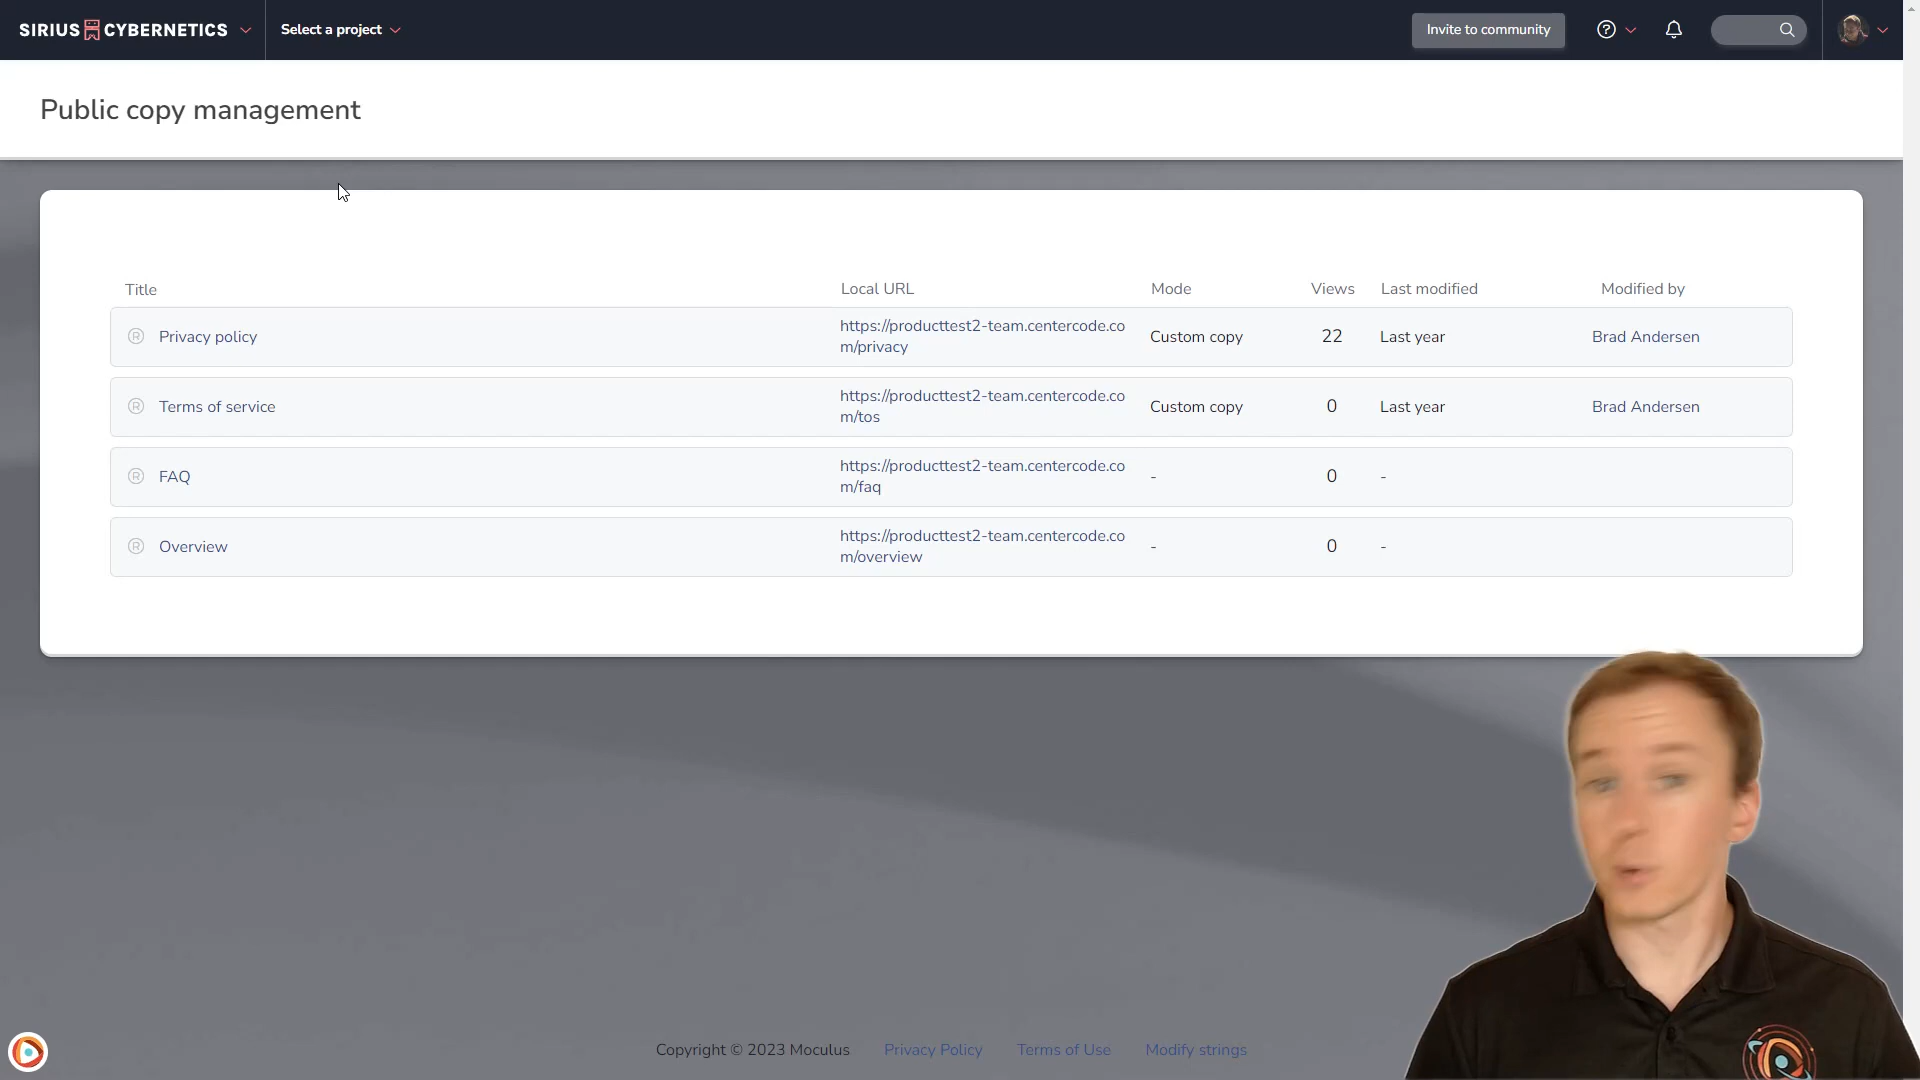 SIRIUS CYBERNETICS
Select a project
Invite to community
Public copy management
Title
Local URL
Mode
Views
Last modified
Modified by
Privacy policy
https://producttest2-team.centercode.co
m/privacy
Custom copy
22
Last year
Brad Andersen
Terms of service
https://producttest2-team.centercode.co
m/tos
Custom copy
0
Last year
Brad Andersen
FAQ
https://producttest2-team.centercode.co
m/faq
-
0
-
Overview
https://producttest2-team.centercode.co
m/overview
-
0
-
Copyright © 2023 Moculus
Privacy Policy
Terms of Use
Modify strings